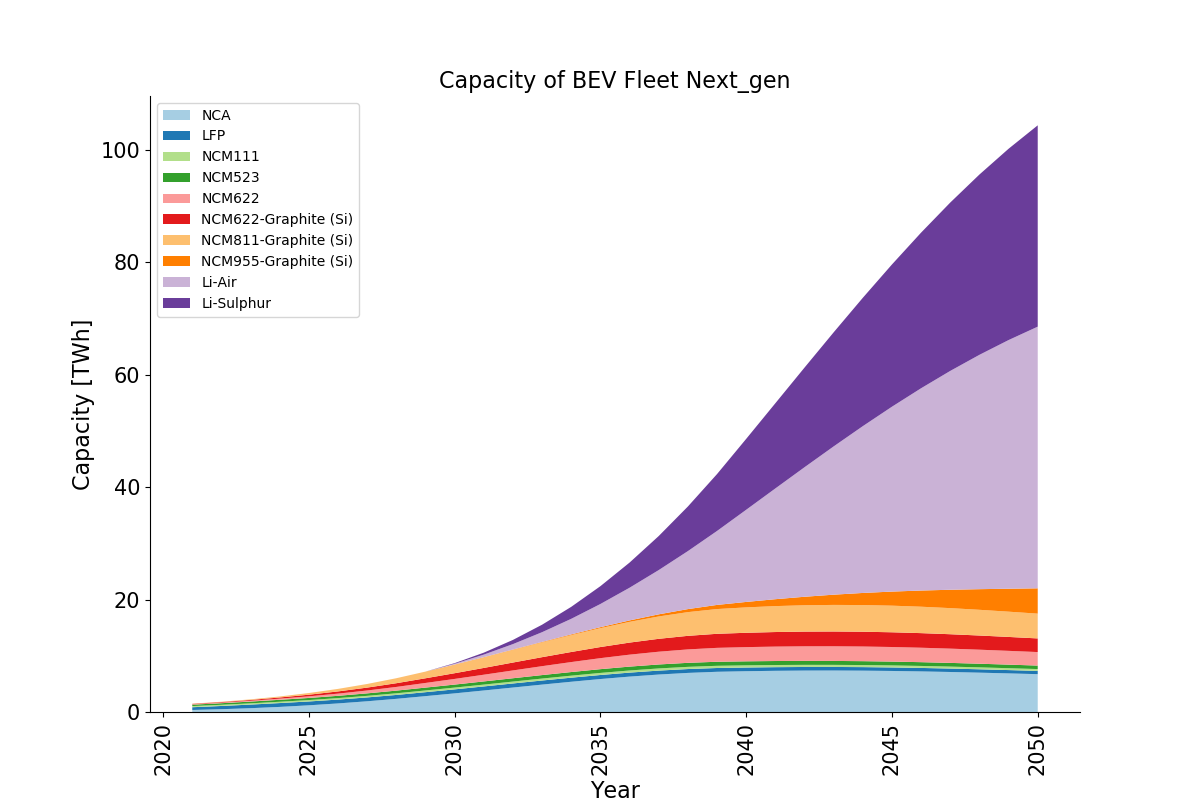 Capacity of BEV Fleet Next_gen
NCA
LFP
NCM111
NCM523
NCM622
NCM622-Graphite (Si)
NCM811-Graphite (Si)
NCM955-Graphite (Si)
Li-Air
Li-Sulphur
Capacity [TWh]
100
80
60
40
20
0
2020
2025
2030
2035
2040
2045
2050
Year